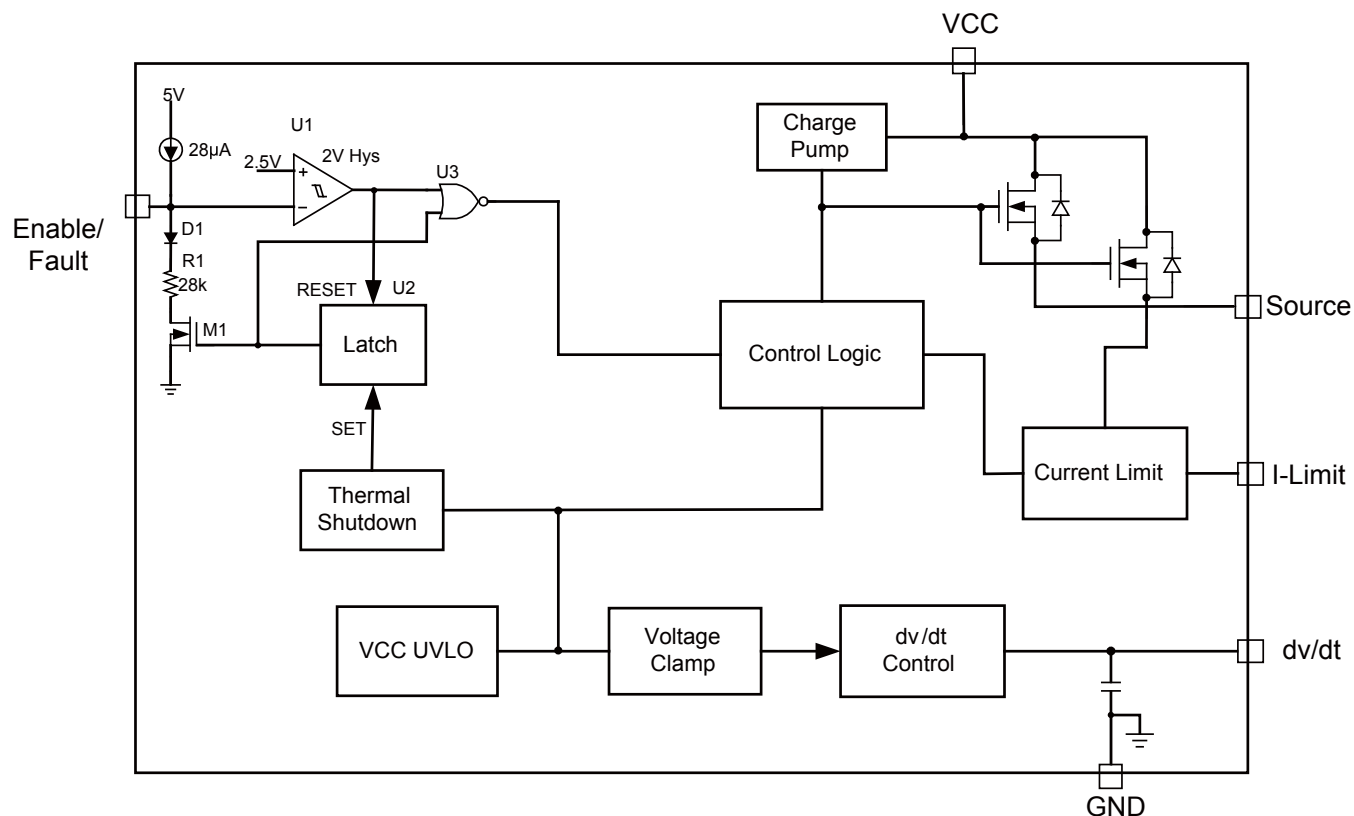 VCC
5V
28µA
U1
2.5V
2V Hys
+
−
U3
Enable/
Fault
D1
R1
28k
M1
RESET
U2
Latch
SET
Thermal
Shutdown
Charge
Pump
Control Logic
Source
Current Limit
I-Limit
VCC UVLO
Voltage
Clamp
dv/dt
Control
dv/dt
GND